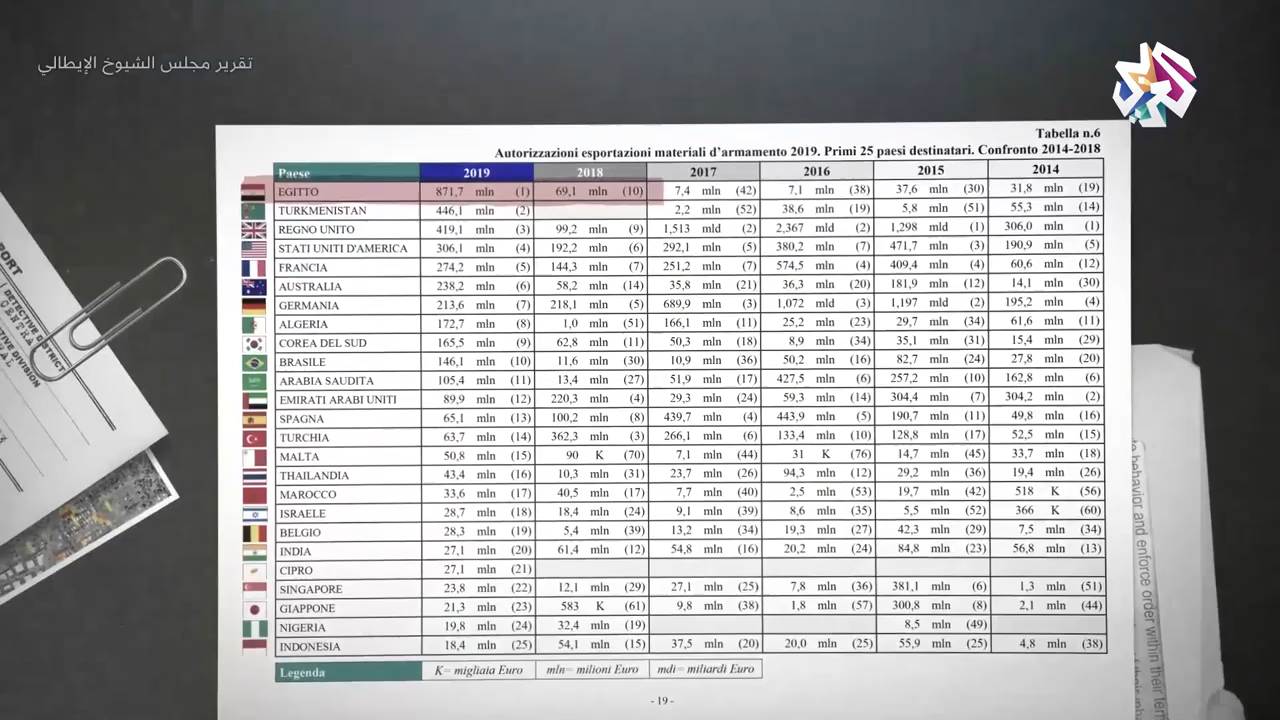 تقرير مجلس الشيوخ الإيطالي
Tabella n.6
Autorizzazioni esportazioni materiali d'armamento 2019. Primi 25 paesi destinatari. Confronto 2014-2018
Paese 2019 2018 2017 2016 2015 2014
EGITTO 871,7 mln (1) 69,1 mln (10) 7,4 mln (42) 7,1 mln (38) 37,6 mln (30) 31,8 mln (19)
TURKMENISTAN 446,1 mln (2) 2,2 mln (52) 38,6 mln (19) 5,8 mln (51) 55,3 mln (14)
REGNO UNITO 419,1 mln (3) 99,2 mln (9) 1,513 mld (2) 2,367 mld (2) 1,298 mld (1) 306,0 mln (1)
STATI UNITI D'AMERICA 306,1 mln (4) 192,2 mln (6) 292,1 mln (5) 380,2 mln (7) 471,7 mln (3) 190,9 mln (5)
FRANCIA 274,2 mln (5) 144,3 mln (7) 251,2 mln (7) 574,5 mln (4) 409,4 mln (4) 60,6 mln (12)
AUSTRALIA 238,2 mln (6) 58,2 mln (14) 35,8 mln (21) 36,3 mln (20) 181,9 mln (12) 14,1 mln (30)
GERMANIA 213,6 mln (7) 218,1 mln (5) 689,9 mln (3) 1,072 mld (3) 1,197 mld (2) 195,2 mln (4)
ALGERIA 172,7 mln (8) 1,0 mln (51) 166,1 mln (11) 25,2 mln (23) 29,7 mln (34) 61,6 mln (11)
COREA DEL SUD 165,5 mln (9) 62,8 mln (11) 50,3 mln (18) 8,9 mln (34) 35,1 mln (31) 15,4 mln (29)
BRASILE 146,1 mln (10) 11,6 mln (30) 10,9 mln (36) 50,2 mln (16) 82,7 mln (24) 27,8 mln (20)
ARABIA SAUDITA 105,4 mln (11) 13,4 mln (27) 51,9 mln (17) 427,5 mln (6) 257,2 mln (10) 162,8 mln (6)
EMIRATI ARABI UNITI 89,9 mln (12) 220,3 mln (4) 29,3 mln (24) 59,3 mln (14) 304,4 mln (7) 304,2 mln (2)
SPAGNA 65,1 mln (13) 100,2 mln (8) 439,7 mln (4) 443,9 mln (5) 190,7 mln (11) 49,8 mln (16)
TURCHIA 63,7 mln (14) 362,3 mln (3) 266,1 mln (6) 133,4 mln (10) 128,8 mln (17) 52,5 mln (15)
MALTA 50,8 mln (15) 90 K (70) 7,1 mln (44) 31 K (76) 14,7 mln (45) 33,7 mln (18)
THAILANDIA 43,4 mln (16) 10,3 mln (31) 23,7 mln (26) 94,3 mln (12) 29,2 mln (36) 19,4 mln (26)
MAROCCO 33,6 mln (17) 40,5 mln (17) 7,7 mln (40) 2,5 mln (53) 19,7 mln (42) 518 K (56)
ISRAELE 28,7 mln (18) 18,4 mln (24) 9,1 mln (39) 8,6 mln (35) 5,5 mln (52) 366 K (60)
BELGIO 28,3 mln (19) 5,4 mln (39) 13,2 mln (34) 19,3 mln (27) 42,3 mln (29) 7,5 mln (34)
INDIA 27,1 mln (20) 61,4 mln (12) 54,8 mln (16) 20,2 mln (24) 84,8 mln (23) 56,8 mln (13)
CIPRO 27,1 mln (21)
SINGAPORE 23,8 mln (22) 12,1 mln (29) 27,1 mln (25) 7,8 mln (36) 381,1 mln (6) 1,3 mln (51)
GIAPPONE 21,3 mln (23) 583 K (61) 9,8 mln (38) 1,8 mln (57) 300,8 mln (8) 2,1 mln (44)
NIGERIA 19,8 mln (24) 32,4 mln (19) 8,5 mln (49)
INDONESIA 18,4 mln (25) 54,1 mln (15) 37,5 mln (20) 20,0 mln (25) 55,9 mln (25) 4,8 mln (38)
Legenda K= migliaia Euro mln= milioni Euro mdi= miliardi Euro
- 19 -
behavior and enforce order within their